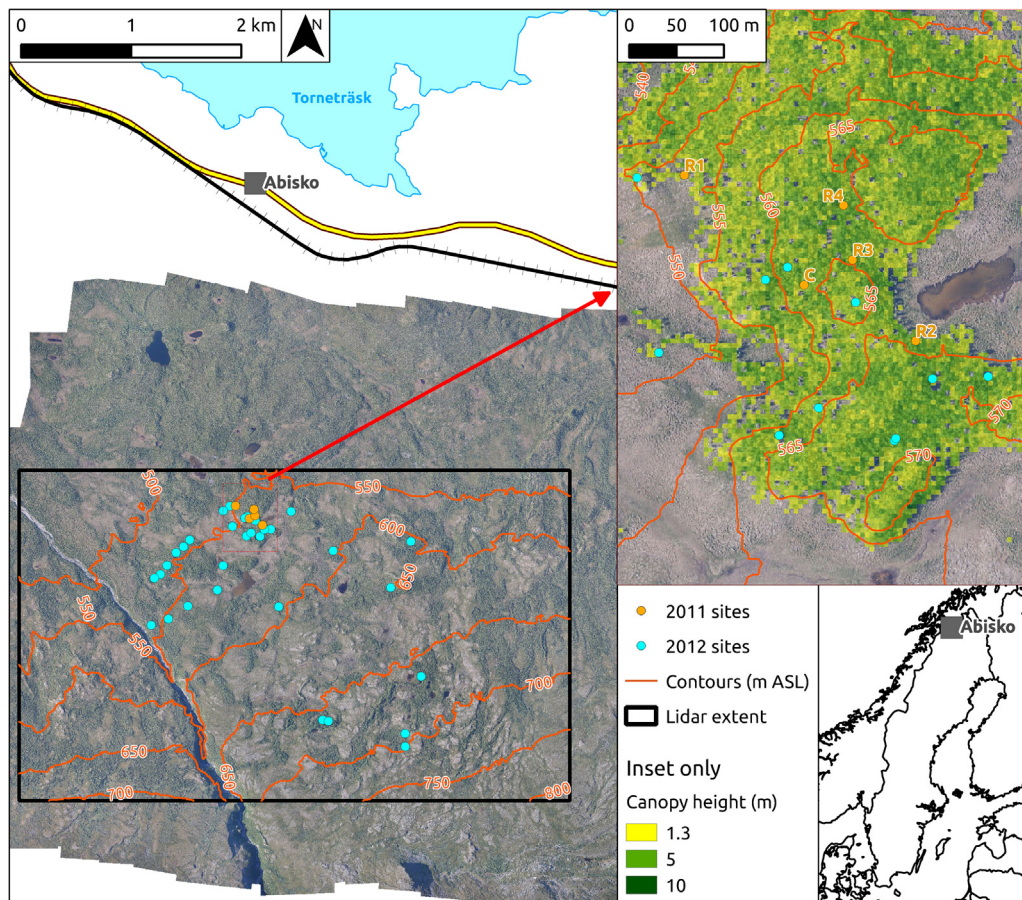 0 1 2 km
N
Torneträsk
Abisko
500
550
600
550
650
550
700
650
650
700
750
800
0 50 100 m
540
54
565
R1
R4
560
555
550
R3
C
565
R2
570
565
570
2011 sites
2012 sites
Contours (m ASL)
Lidar extent
Inset only
Canopy height (m)
1.3
5
10
Abisko